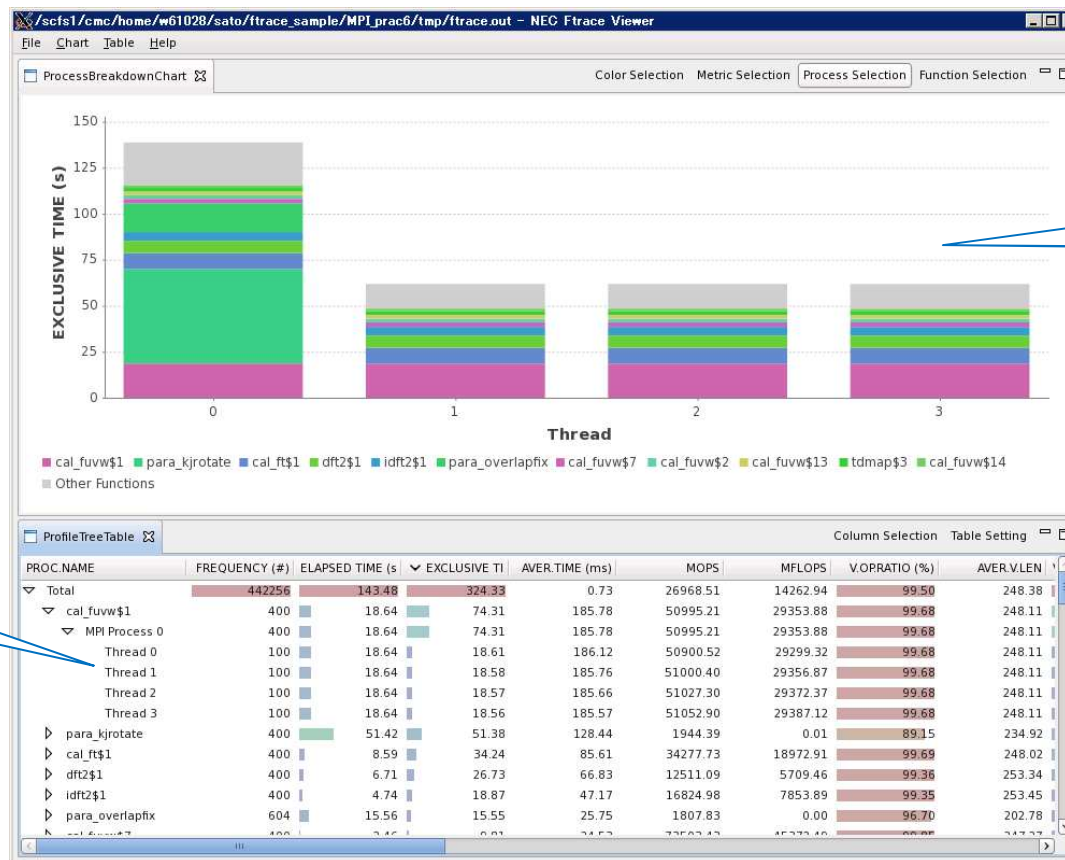 /scfs1/cmc/home/w61028/sato/ftrace_sample/MPI_prac6/tmp/ftrace.out - NEC Ftrace Viewer
File Chart Table Help
ProcessBreakdownChart Color Selection Metric Selection Process Selection Function Selection
150
125
100
75
50
25
0
EXCLUSIVE TIME (s)
0 1 2 3
Thread
cal_fuvw$1 para_kjrotate cal_ft$1 dft2$1 idft2$1 para_overlapfix cal_fuvw$7 cal_fuvw$2 cal_fuvw$13 tdmap$3 cal_fuvw$14
Other Functions
ProfileTreeTable Column Selection Table Setting
PROC.NAME FREQUENCY (#) ELAPSED TIME (s EXCLUSIVE TI AVER.TIME (ms) MOPS MFLOPS V.OP.RATIO (%) AVER.V.LEN
Total 442256 143.48 324.33 0.73 26968.51 14262.94 99.50 248.38
cal_fuvw$1 400 18.64 74.31 185.78 50995.21 29353.88 99.68 248.11
MPI Process 0 400 18.64 74.31 185.78 50995.21 29353.88 99.68 248.11
Thread 0 100 18.64 18.61 186.12 50900.52 29299.32 99.68 248.11
Thread 1 100 18.64 18.58 185.76 51000.40 29356.87 99.68 248.11
Thread 2 100 18.64 18.57 185.66 51027.30 29372.37 99.68 248.11
Thread 3 100 18.64 18.56 185.57 51052.90 29387.12 99.68 248.11
para_kjrotate 400 51.42 51.38 128.44 1944.39 0.01 89.15 234.92
cal_ft$1 400 8.59 34.24 85.61 34277.73 18972.91 99.69 248.02
dft2$1 400 6.71 26.73 66.83 12511.09 5709.46 99.36 253.34
idft2$1 400 4.74 18.87 47.17 16824.98 7853.89 99.35 253.45
para_overlapfix 604 15.56 15.55 25.75 1807.83 0.00 96.70 202.78